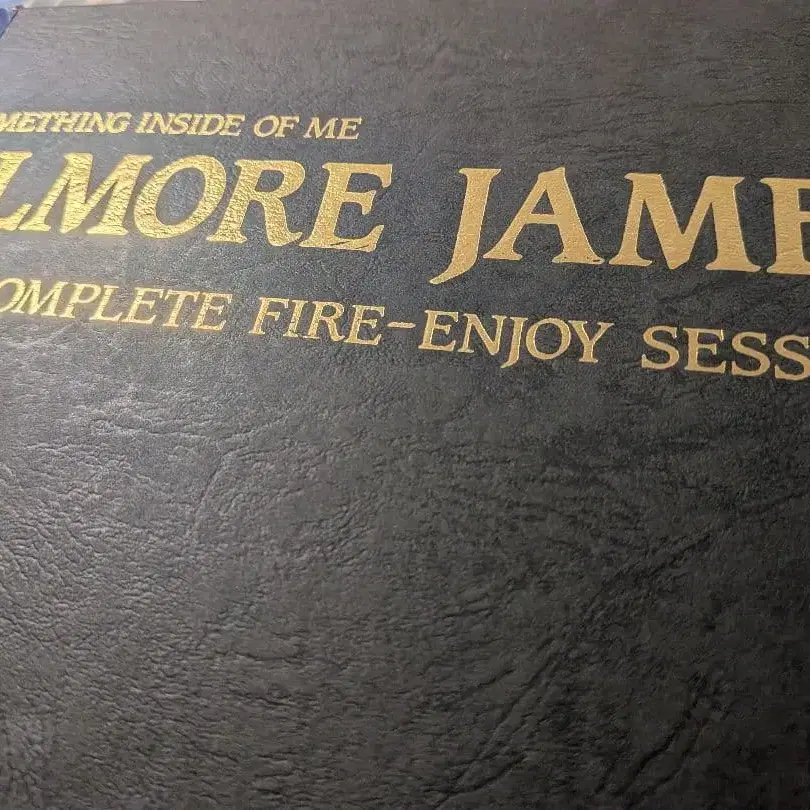 METHING INSIDE OF ME
LMORE JAME
OMPLETE FIRE-ENJOY SESS